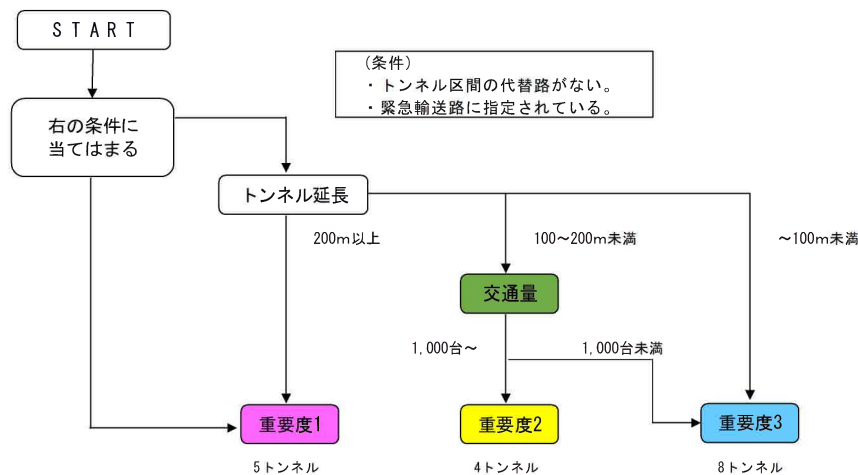 START
(条件)
・トンネル区間の代替路がない。
・緊急輸送路に指定されている。
右の条件に
当てはまる
トンネル延長
200m以上
100~200m未満
~100m未満
交通量
1,000台~
1,000台未満
重要度1
重要度2
重要度3
5トンネル
4トンネル
8トンネル